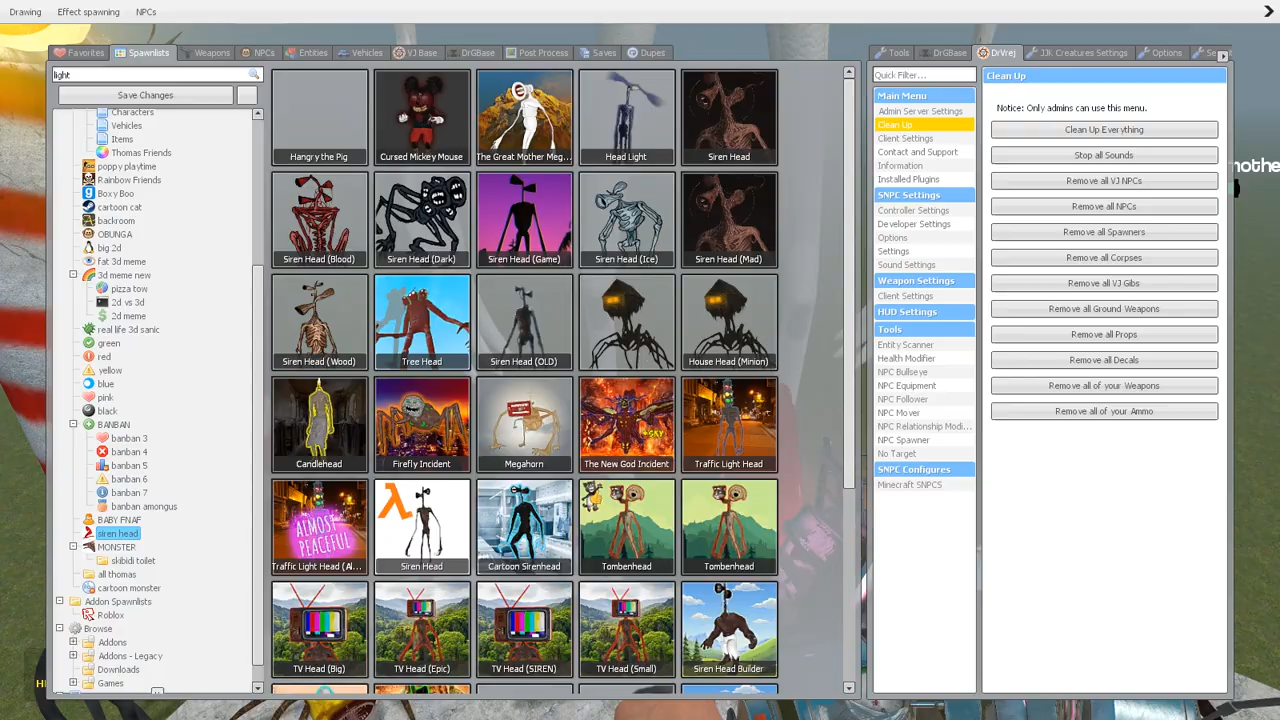 Drawing Effect spawning NPCs
Favorites Spawnlists Weapons NPCs Entities Vehicles VJ Base DrGBase Post Process Saves Dupes
light
Save Changes
Characters
Vehicles
Items
Thomas Friends
poppy playtime
Rainbow Friends
Boxy Boo
cartoon cat
backroom
OBUNGA
big 2d
fat 3d meme
3d meme new
pizza tow
2d vs 3d
2d meme
real life 3d sanic
green
red
yellow
blue
pink
black
BANBAN
banban 3
banban 4
banban 5
banban 6
banban 7
banban amongus
BABY FNAF
siren head
MONSTER
skibidi toilet
all thomas
cartoon monster
Addon Spawnlists
Roblox
Browse
Addons
Addons - Legacy
Downloads
Games
Hangry the Pig Cursed Mickey Mouse The Great Mother Meg... Head Light Siren Head
Siren Head (Blood) Siren Head (Dark) Siren Head (Game) Siren Head (Ice) Siren Head (Mad)
Siren Head (Wood) Tree Head Siren Head (OLD) House Head (Minion)
Candlehead Firefly Incident Megahorn The New God Incident Traffic Light Head
ALMOST
PEACEFUL
Traffic Light Head (Al... Siren Head Cartoon Sirenhead Tombenhead Tombenhead
TV Head (Big) TV Head (Epic) TV Head (SIREN) TV Head (Small) Siren Head Builder
Tools DrGBase DrVrej JJK Creatures Settings Options Se
Quick Filter...
Main Menu
Admin Server Settings
Clean Up
Client Settings
Contact and Support
Information
Installed Plugins
SNPC Settings
Controller Settings
Developer Settings
Options
Settings
Sound Settings
Weapon Settings
Client Settings
HUD Settings
Tools
Entity Scanner
Health Modifier
NPC Bullseye
NPC Equipment
NPC Follower
NPC Mover
NPC Relationship Modi...
NPC Spawner
No Target
SNPC Configures
Minecraft SNPCS
Clean Up
Notice: Only admins can use this menu.
Clean Up Everything
Stop all Sounds
Remove all VJ NPCs
Remove all NPCs
Remove all Spawners
Remove all Corpses
Remove all VJ Gibs
Remove all Ground Weapons
Remove all Props
Remove all Decals
Remove all of your Weapons
Remove all of your Ammo